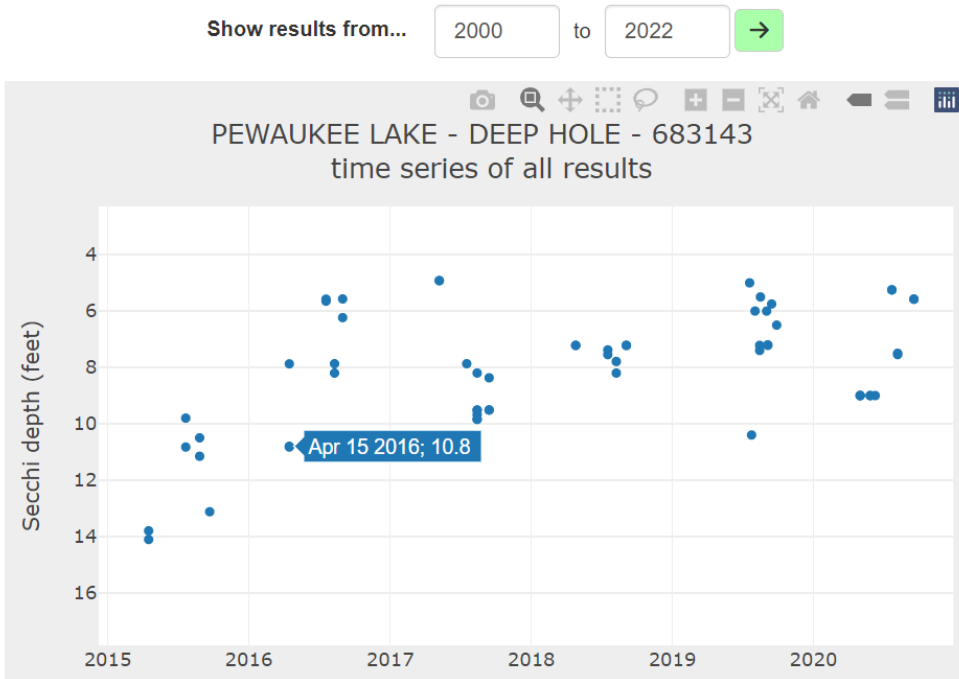 Show results from... 2000 to 2022 →
PEWAUKEE LAKE - DEEP HOLE - 683143
time series of all results
Secchi depth (feet)
4
6
8
10
Apr 15 2016; 10.8
12
14
16
2015 2016 2017 2018 2019 2020